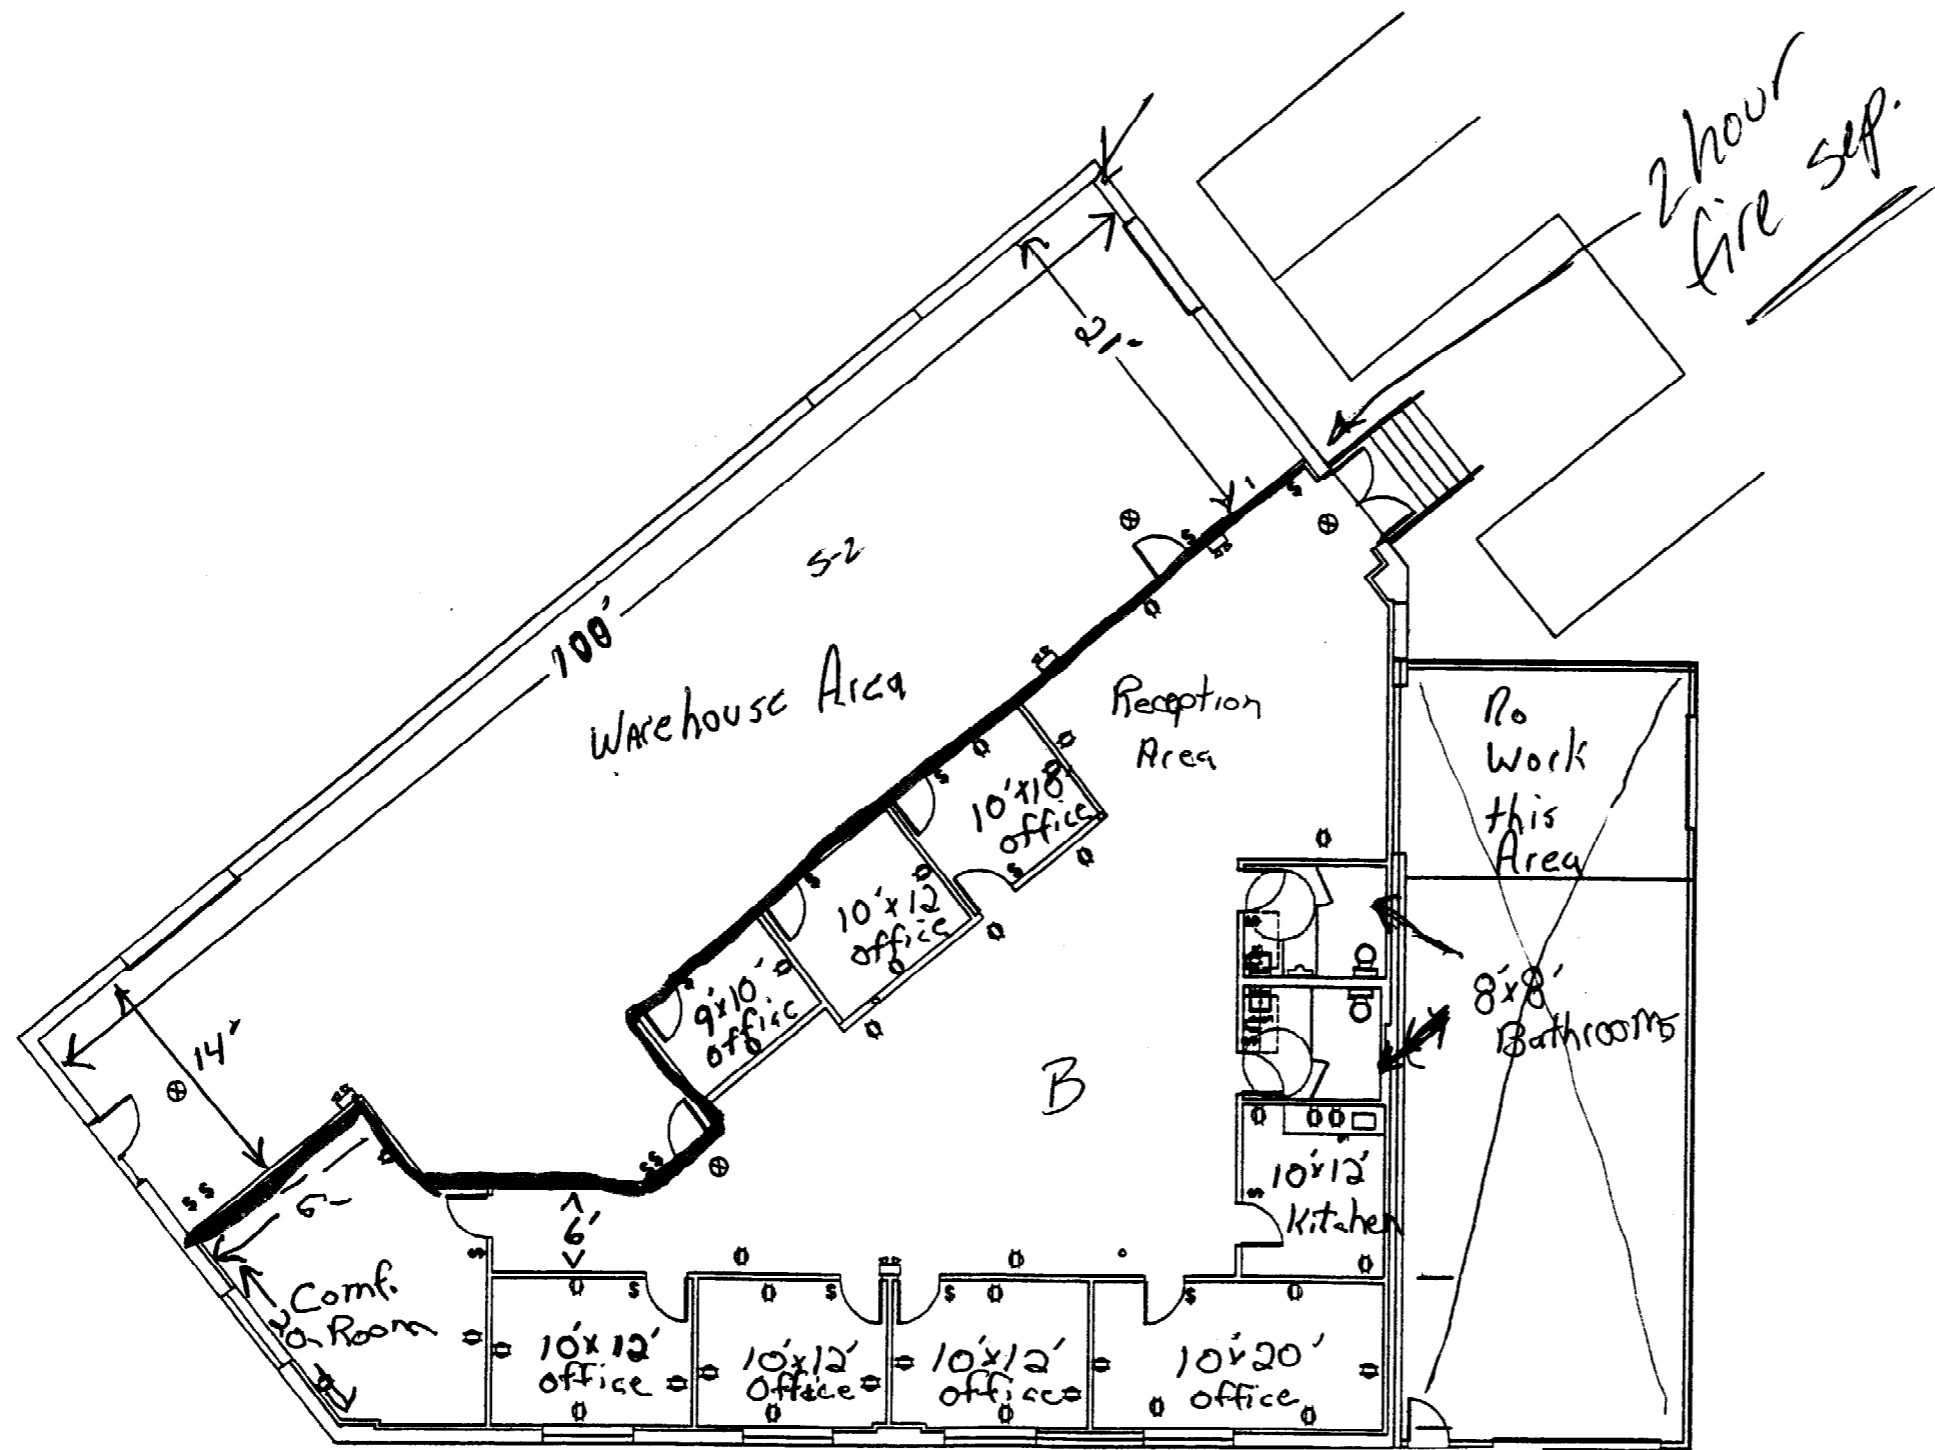 2 hour
fire sep.
21'
S-2
100'
Warehouse Area
Reception
Area
No
Work
this
Area
10'x10'
office
10'x12
office
9'x10'
office
8'x8'
Bathrooms
B
14'
10'x12'
Kitchen
6'
Conf.
Room
10'x12'
office
10'x12'
office
10'x12'
office
10'x20'
office